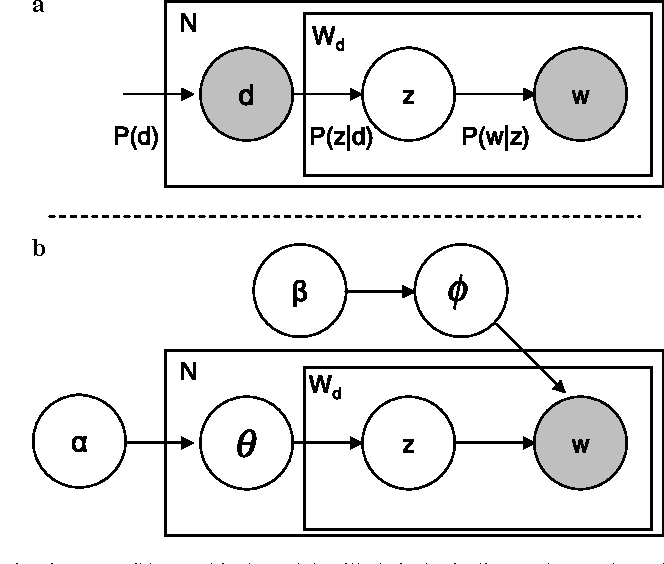 a
N
W_d
d
z
w
P(d)
P(z|d)
P(w|z)
b
β
ϕ
N
W_d
α
θ
z
w